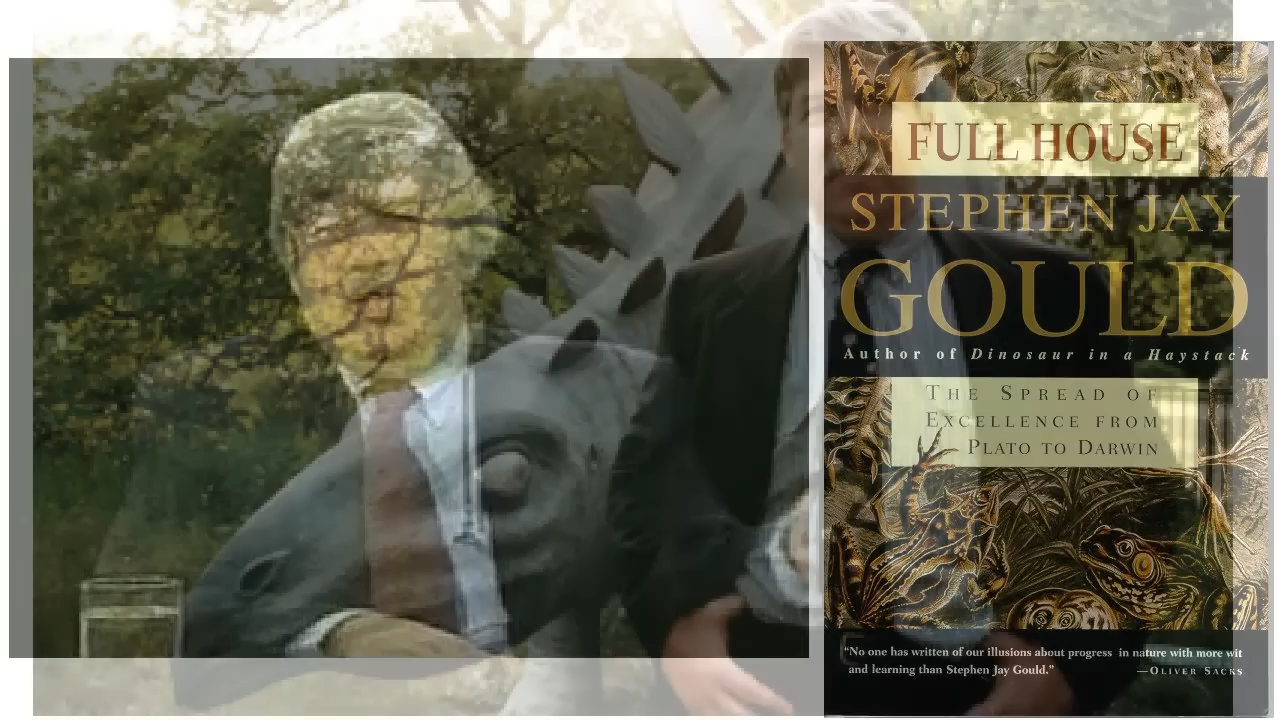 FULL HOUSE
STEPHEN JAY
GOULD
Author of Dinosaur in a Haystack
THE SPREAD OF
EXCELLENCE FROM
PLATO TO DARWIN
“No one has written of our illusions about progress in nature with more wit
and learning than Stephen Jay Gould.”
—OLIVER SACKS